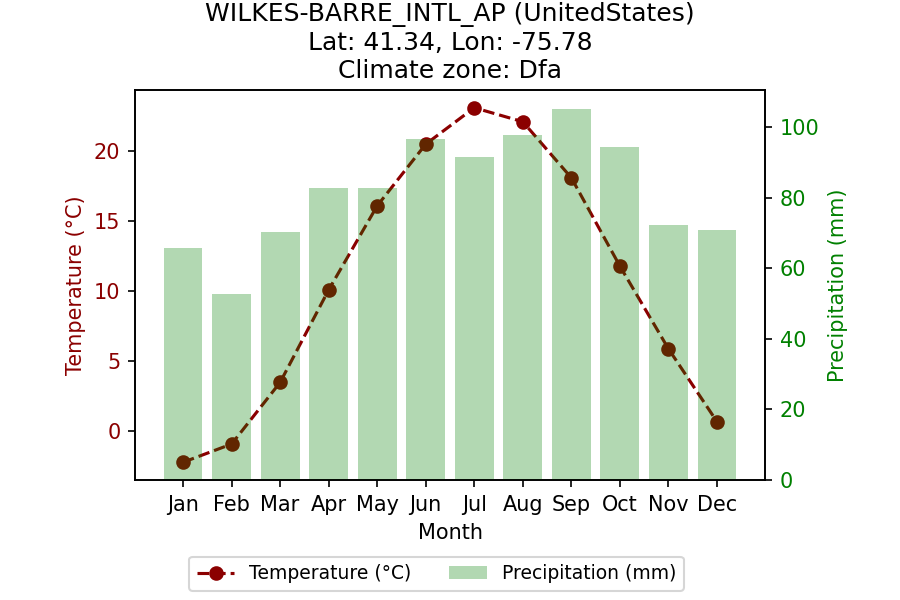 WILKES-BARRE_INTL_AP (UnitedStates)
Lat: 41.34, Lon: -75.78
Climate zone: Dfa
Temperature (°C)
20
15
10
5
0
Precipitation (mm)
100
80
60
40
20
0
Jan Feb Mar Apr May Jun Jul Aug Sep Oct Nov Dec
Month
Temperature (°C) Precipitation (mm)